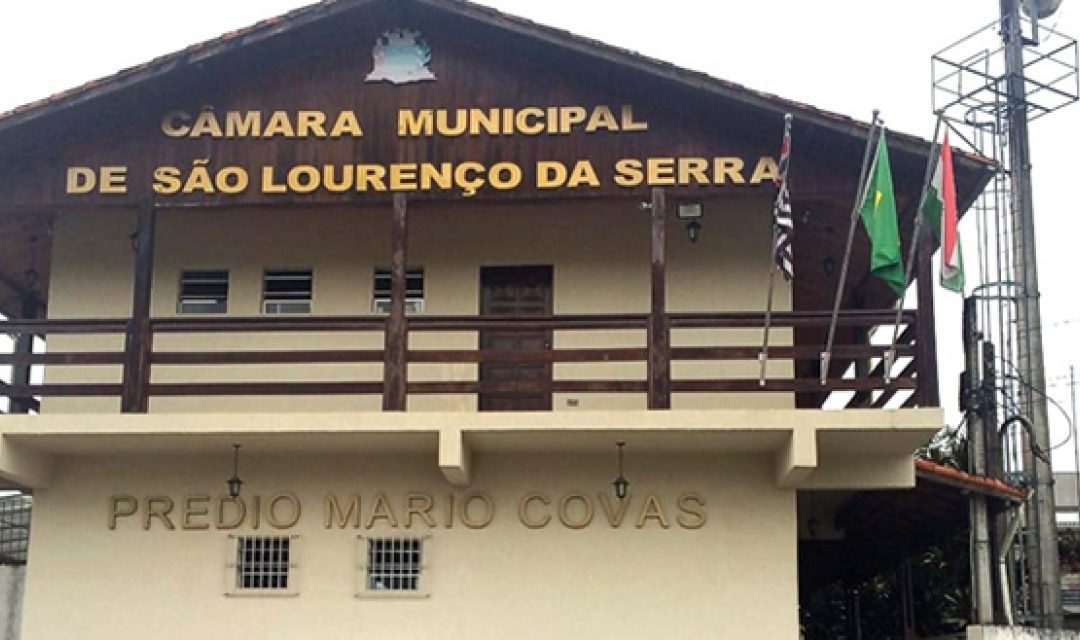 CÂMARA MUNICIPAL
DE SÃO LOURENÇO DA SERRA
PREDIO MARIO COVAS